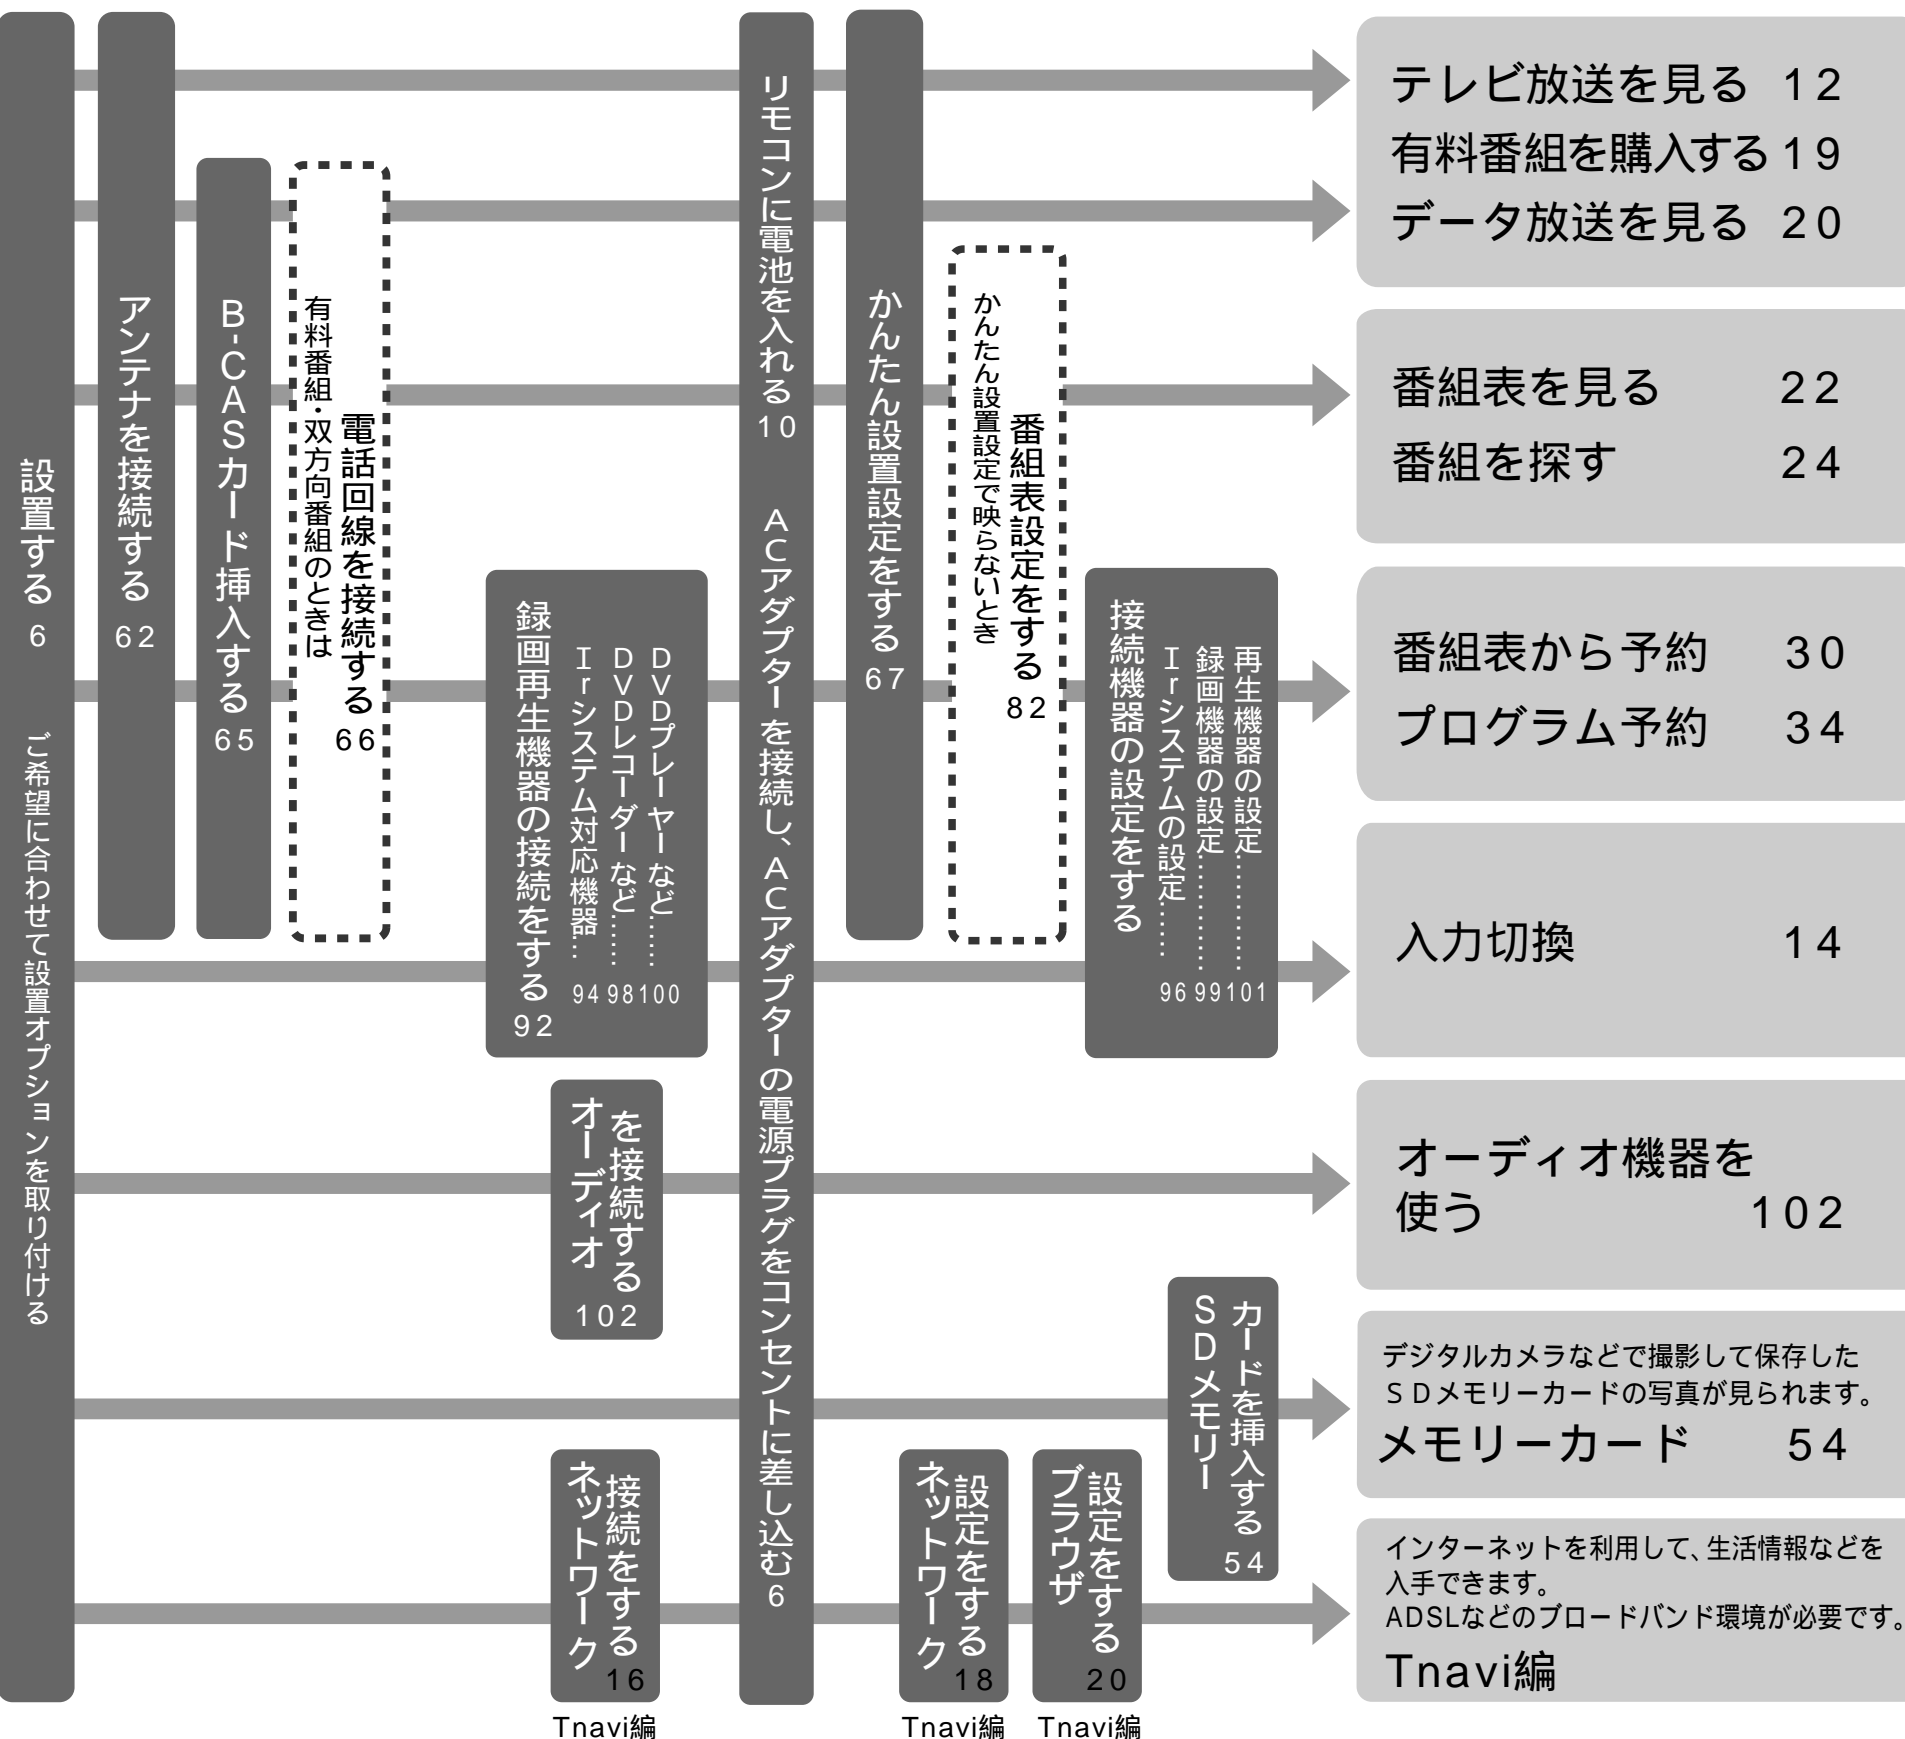 設置する 6 ご希望に合わせて設置オプションを取り付ける
アンテナを接続する 62
B-CASカード挿入する 65
電話回線を接続する 66
有料番組・双方向番組のときは
録画再生機器の接続をする 92
Irシステム対応機器… 94
DVDレコーダーなど…… 98
DVDプレーヤーなど…… 100
オーディオ
を接続する 102
ネットワーク
接続をする 16
Tnavi編
リモコンに電池を入れる 10 ACアダプターを接続し、ACアダプターの電源プラグをコンセントに差し込む 6
かんたん設置設定をする 67
番組表設定をする 82
かんたん設置設定で映らないとき
接続機器の設定をする
Irシステムの設定…… 96
録画機器の設定………… 99
再生機器の設定………… 101
ネットワーク
設定をする 18
Tnavi編
ブラウザ
設定をする 20
Tnavi編
SDメモリー
カードを挿入する 54
テレビ放送を見る 12
有料番組を購入する 19
データ放送を見る 20
番組表を見る 22
番組を探す 24
番組表から予約 30
プログラム予約 34
入力切換 14
オーディオ機器を
使う 102
デジタルカメラなどで撮影して保存した
SDメモリーカードの写真が見られます。
メモリーカード 54
インターネットを利用して、生活情報などを
入手できます。
ADSLなどのブロードバンド環境が必要です。
Tnavi編